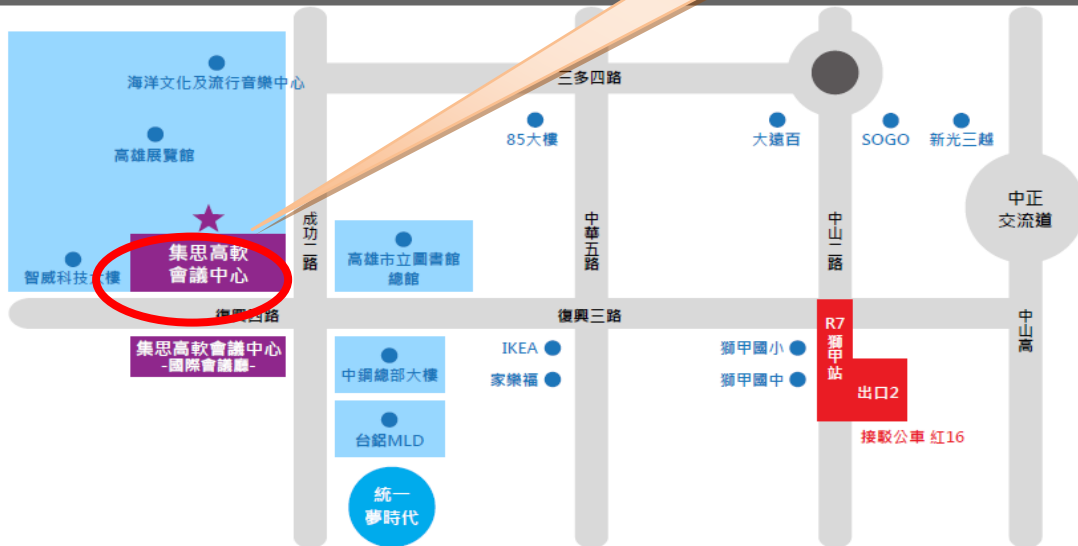 海洋文化及流行音樂中心
三多四路
85大樓
大遠百
SOGO
新光三越
高雄展覽館
中正
交流道
成功二路
中華五路
中山二路
集思高軟
會議中心
高雄市立圖書館
總館
智威科技大樓
復興四路
復興三路
中山高
R7
獅甲站
集思高軟會議中心
-國際會議廳-
中鋼總部大樓
IKEA
家樂福
獅甲國小
獅甲國中
出口2
接駁公車 紅16
台鋁MLD
統一
夢時代